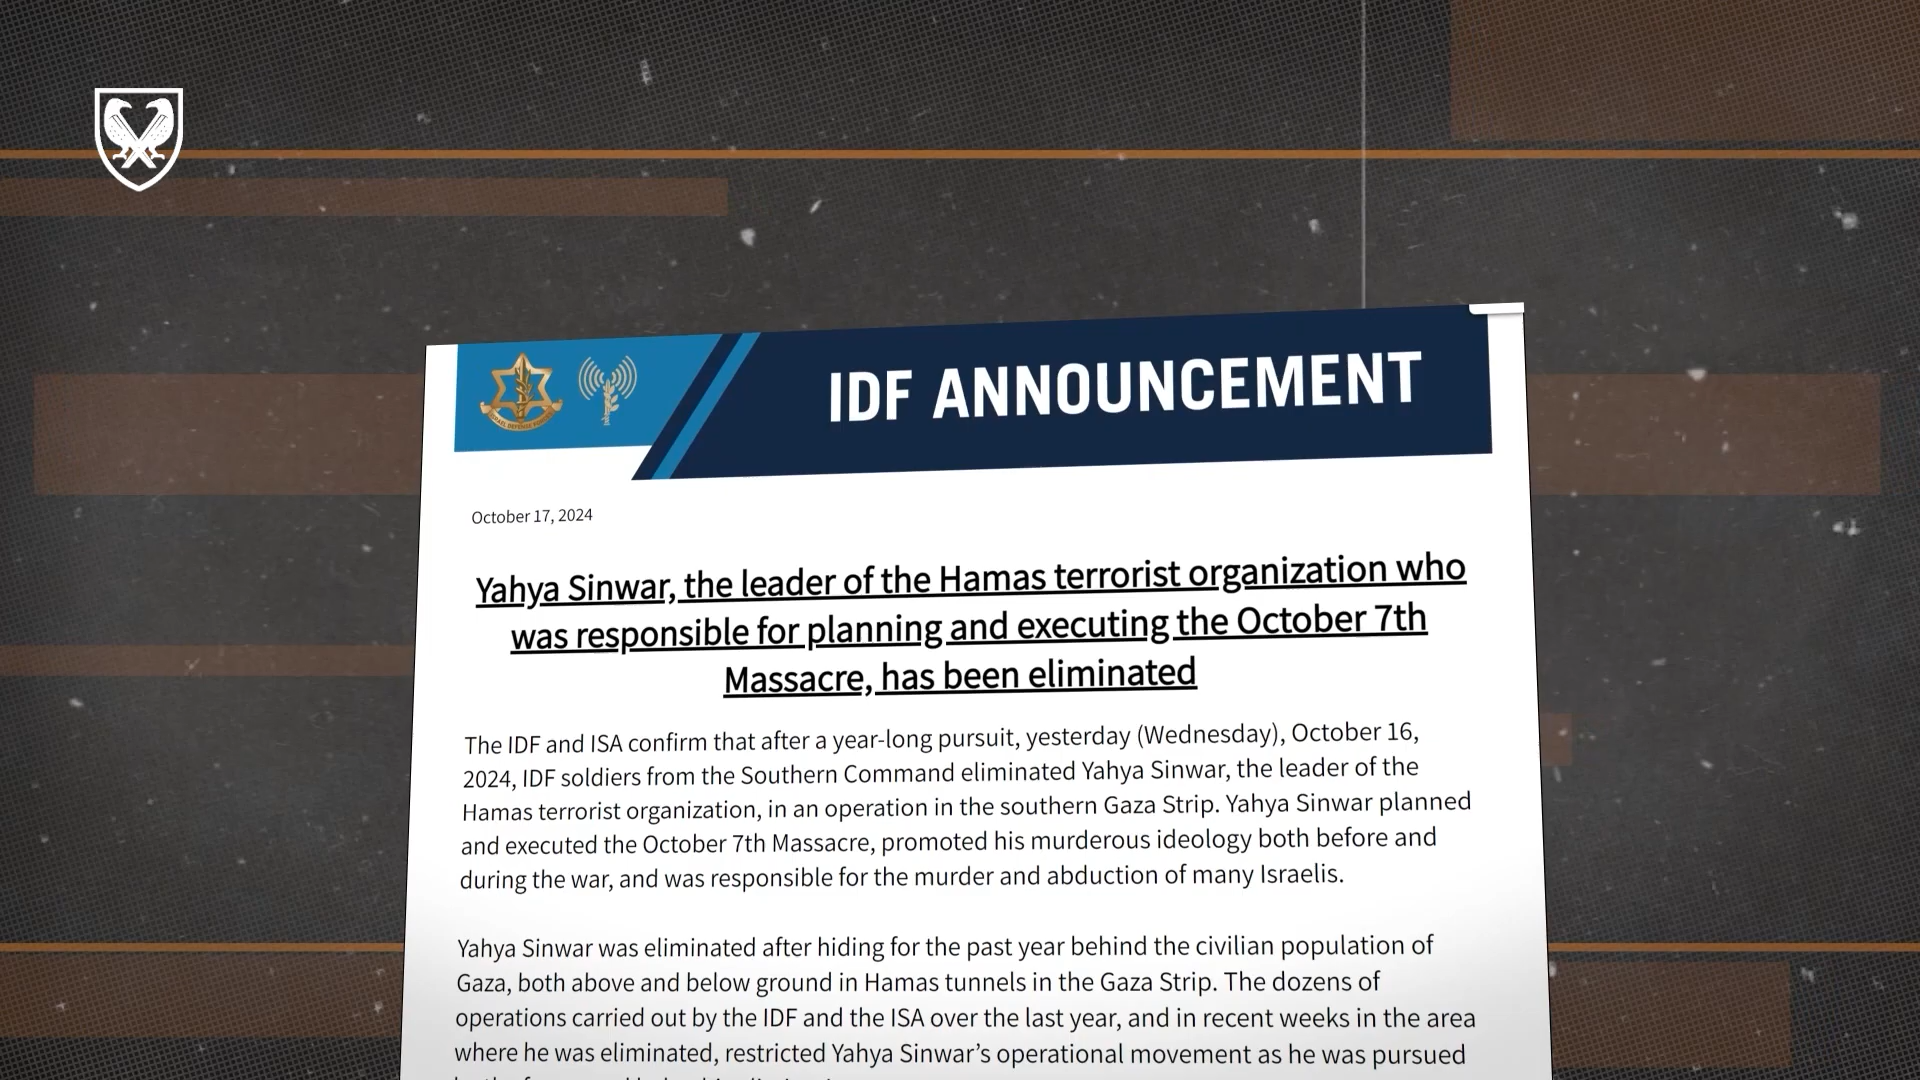 IDF ANNOUNCEMENT
October 17, 2024
Yahya Sinwar, the leader of the Hamas terrorist organization who
was responsible for planning and executing the October 7th
Massacre, has been eliminated
The IDF and ISA confirm that after a year-long pursuit, yesterday (Wednesday), October 16,
2024, IDF soldiers from the Southern Command eliminated Yahya Sinwar, the leader of the
Hamas terrorist organization, in an operation in the southern Gaza Strip. Yahya Sinwar planned
and executed the October 7th Massacre, promoted his murderous ideology both before and
during the war, and was responsible for the murder and abduction of many Israelis.
Yahya Sinwar was eliminated after hiding for the past year behind the civilian population of
Gaza, both above and below ground in Hamas tunnels in the Gaza Strip. The dozens of
operations carried out by the IDF and the ISA over the last year, and in recent weeks in the area
where he was eliminated, restricted Yahya Sinwar’s operational movement as he was pursued